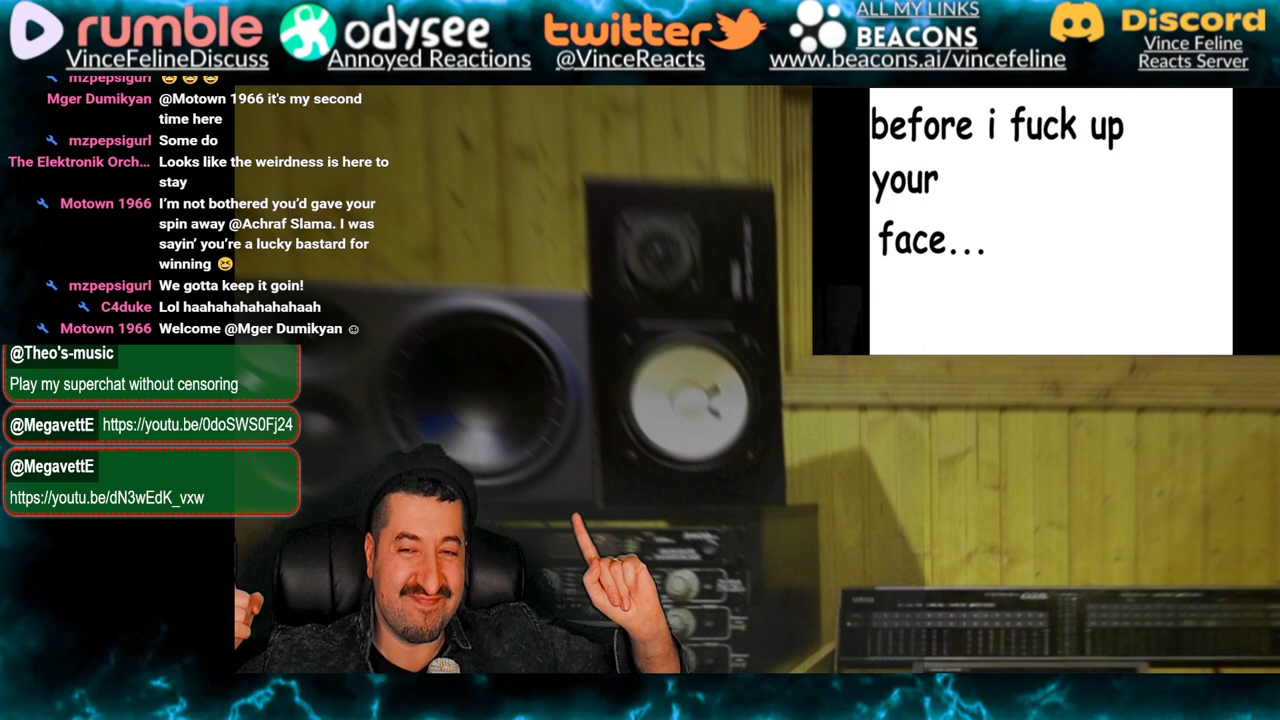 rumble
VinceFelineDiscuss
odysee
Annoyed Reactions
twitter
@VinceReacts
ALL MY LINKS
BEACONS
www.beacons.ai/vincefeline
Discord
Vince Feline
Reacts Server
mzpepsigurl 😆 😆 😆
Mger Dumikyan @Motown 1966 it's my second
time here
mzpepsigurl Some do
The Elektronik Orch... Looks like the weirdness is here to
stay
Motown 1966 I'm not bothered you'd gave your
spin away @Achraf Slama. I was
sayin' you're a lucky bastard for
winning 😆
mzpepsigurl We gotta keep it goin!
C4duke Lol haahahahahahahaah
Motown 1966 Welcome @Mger Dumikyan ☺
@Theo's-music
Play my superchat without censoring
@MegavettE https://youtu.be/0doSWS0Fj24
@MegavettE
https://youtu.be/dN3wEdK_vxw
before i fuck up
your
face...
YAMAHA